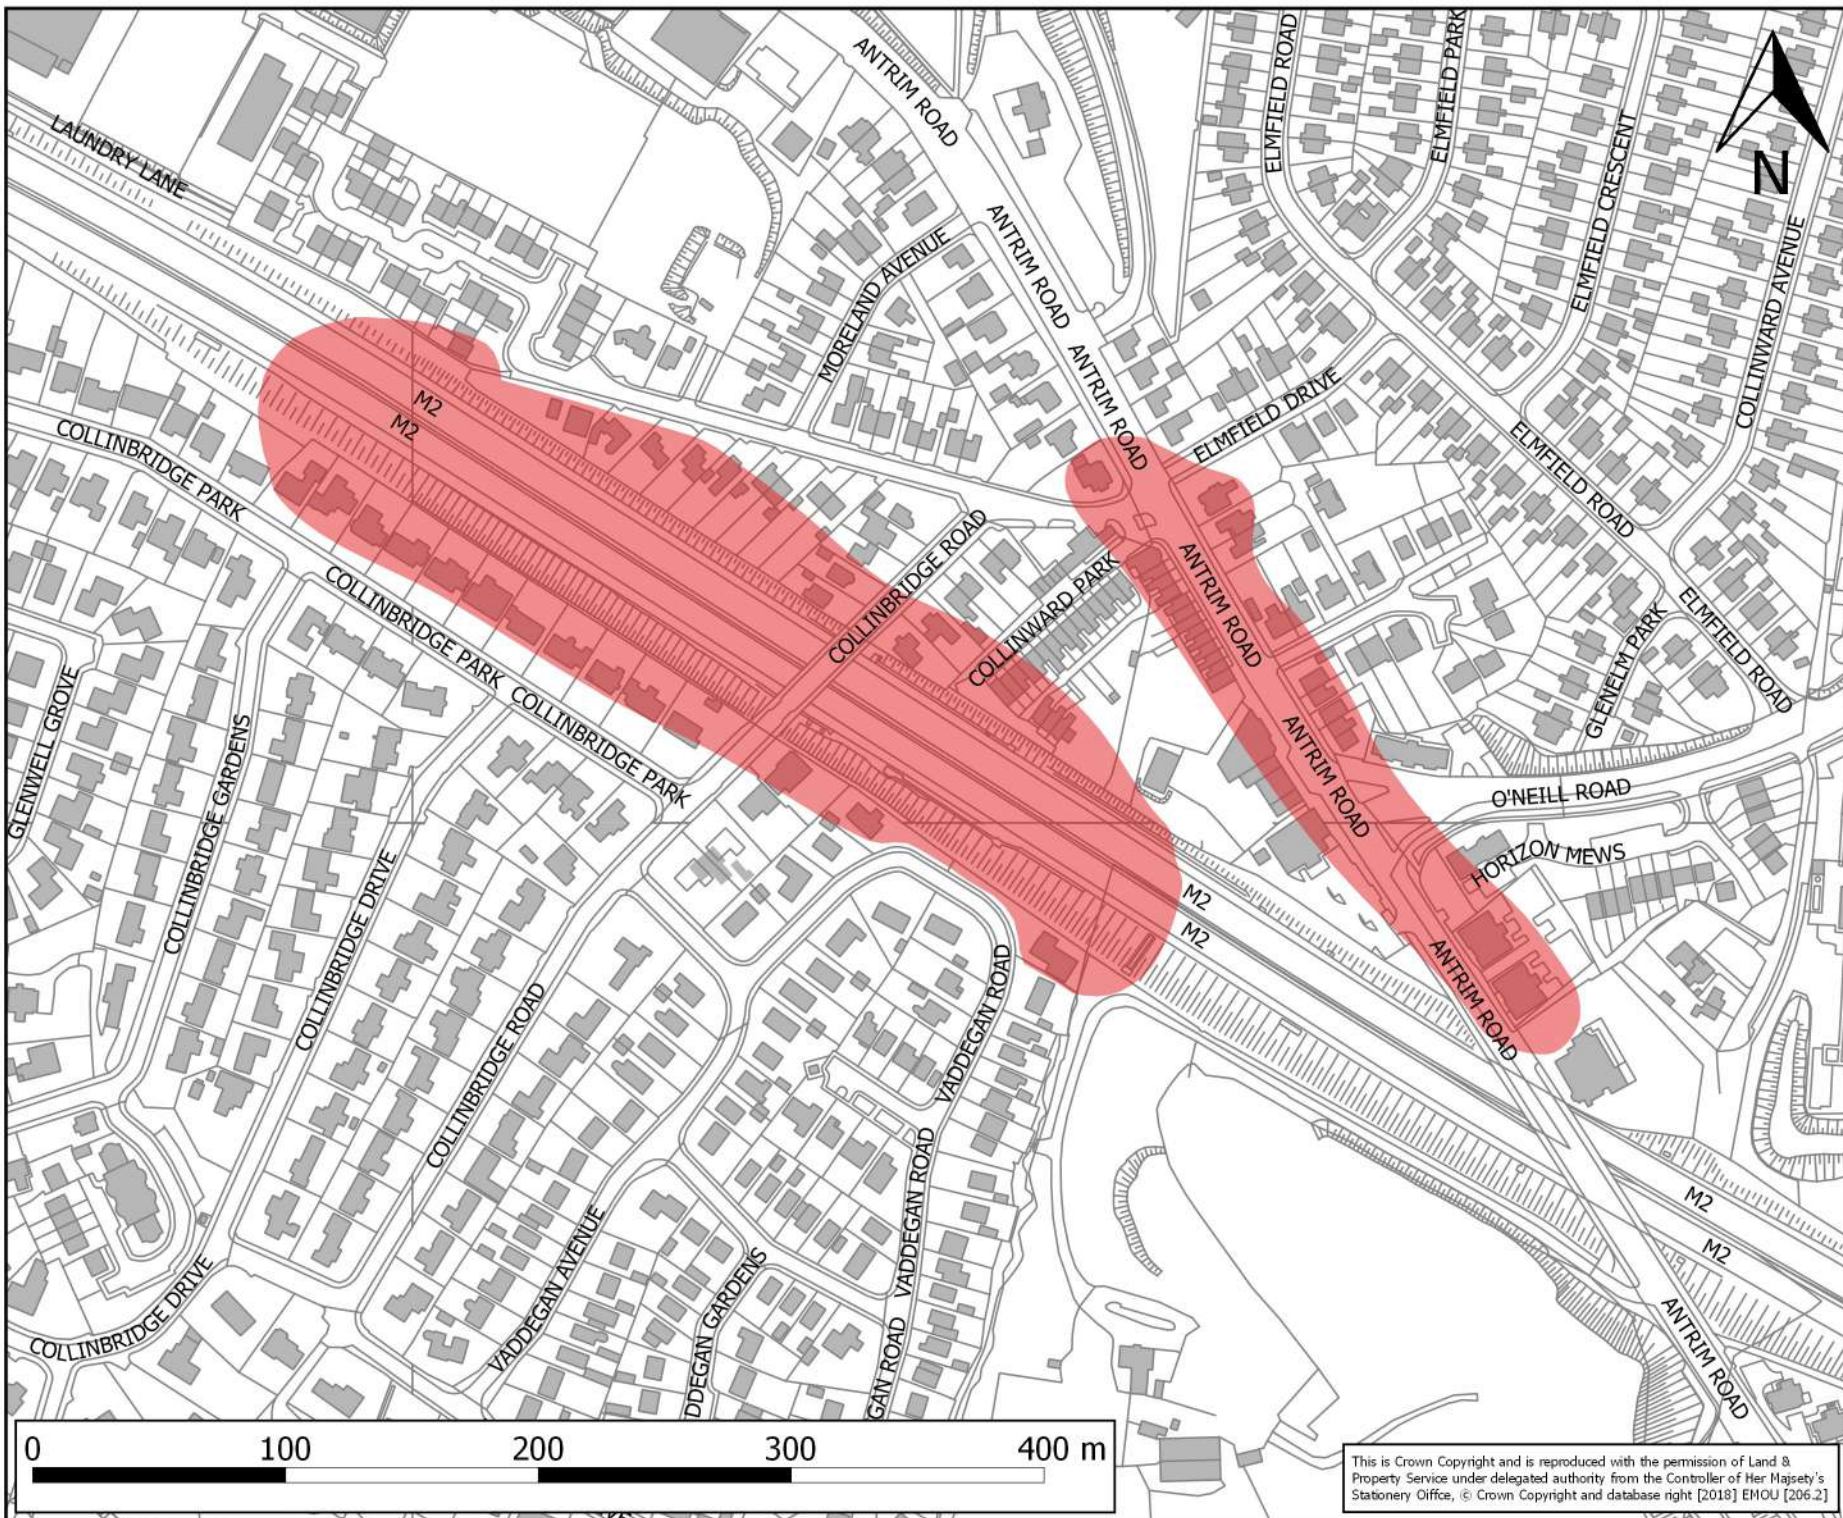 ANTRIM ROAD
ELMFIELD ROAD
ELMFIELD PARK
LAUNDRY LANE
ELMFIELD CRESCENT
N
ANTRIM ROAD
MORELAND AVENUE
COLLINWARD AVENUE
ANTRIM ROAD
ELMFIELD DRIVE
M2
M2
COLLINBRIDGE PARK
ELMFIELD ROAD
COLLINBRIDGE ROAD
COLLINBRIDGE PARK
COLLINWARD PARK
ANTRIM ROAD
ELMFIELD ROAD
GLENELM PARK
GLENWELL GROVE
COLLINBRIDGE GARDENS
COLLINBRIDGE PARK
ANTRIM ROAD
O'NEILL ROAD
HORIZON MEWS
COLLINBRIDGE DRIVE
M2
M2
ANTRIM ROAD
COLLINBRIDGE ROAD
VADDEGAN ROAD
VADDEGAN ROAD
M2
M2
VADDEGAN AVENUE
DDEGAN GARDENS
COLLINBRIDGE DRIVE
GAN ROAD
ANTRIM ROAD
0 100 200 300 400 m
This is Crown Copyright and is reproduced with the permission of Land &
Property Service under delegated authority from the Controller of Her Majsety's
Stationery Oiffce, © Crown Copyright and database right [2018] EMOU [206.2]